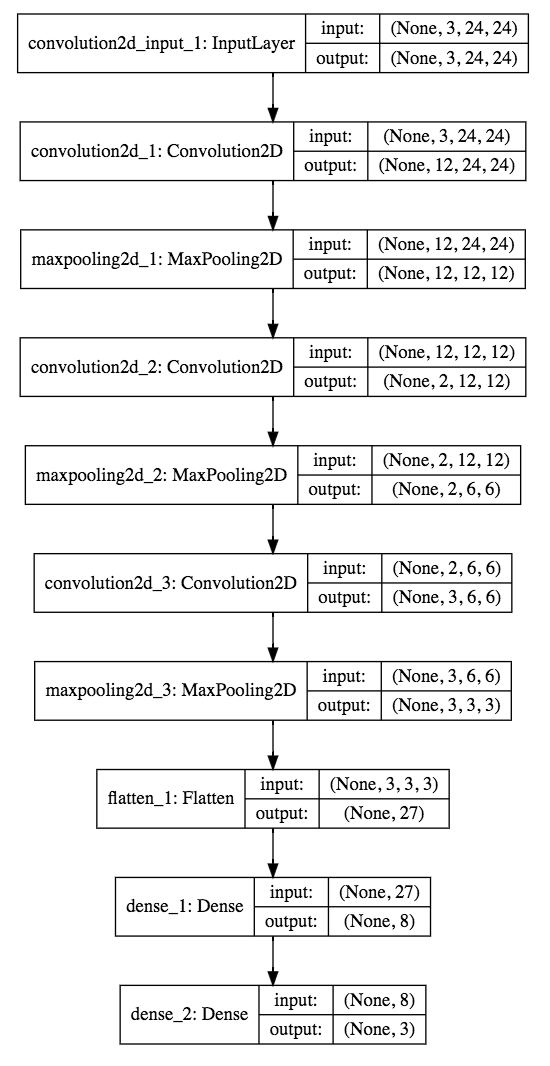 convolution2d_input_1: InputLayer
input: (None, 3, 24, 24)
output: (None, 3, 24, 24)
convolution2d_1: Convolution2D
input: (None, 3, 24, 24)
output: (None, 12, 24, 24)
maxpooling2d_1: MaxPooling2D
input: (None, 12, 24, 24)
output: (None, 12, 12, 12)
convolution2d_2: Convolution2D
input: (None, 12, 12, 12)
output: (None, 2, 12, 12)
maxpooling2d_2: MaxPooling2D
input: (None, 2, 12, 12)
output: (None, 2, 6, 6)
convolution2d_3: Convolution2D
input: (None, 2, 6, 6)
output: (None, 3, 6, 6)
maxpooling2d_3: MaxPooling2D
input: (None, 3, 6, 6)
output: (None, 3, 3, 3)
flatten_1: Flatten
input: (None, 3, 3, 3)
output: (None, 27)
dense_1: Dense
input: (None, 27)
output: (None, 8)
dense_2: Dense
input: (None, 8)
output: (None, 3)